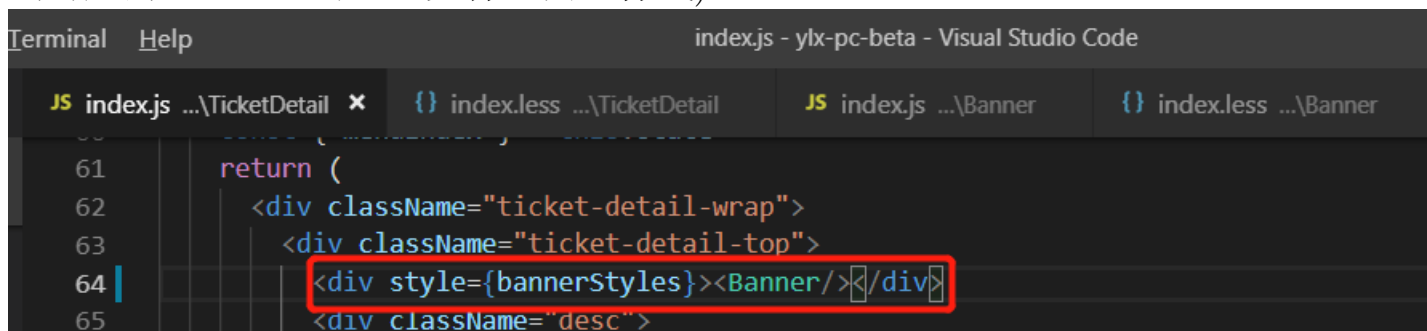 Terminal Help index.js - ylx-pc-beta - Visual Studio Code
JS index.js ...\TicketDetail × {} index.less ...\TicketDetail JS index.js ...\Banner {} index.less ...\Banner
61 return (
62 <div className="ticket-detail-wrap">
63 <div className="ticket-detail-top">
64 <div style={bannerStyles}><Banner/></div>
65 <div className="desc">